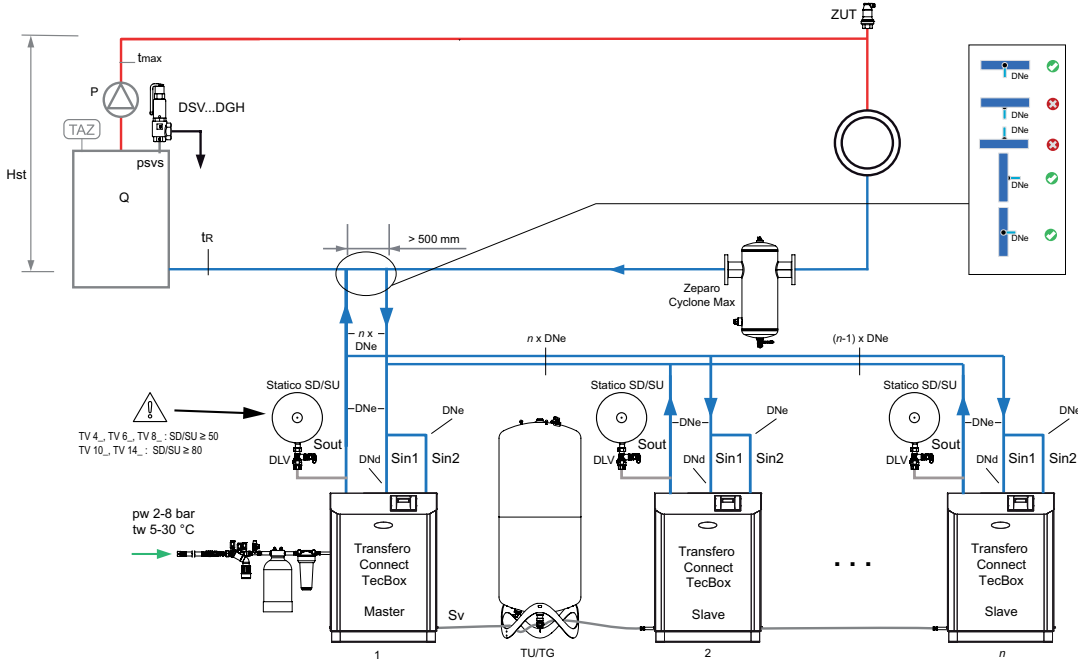 ZUT
tmax
P
DSV...DGH
TAZ
psvs
Hst
Q
tR
> 500 mm
DNe
DNe
DNe
DNe
DNe
Zeparo
Cyclone Max
n x
DNe
n x DNe
(n-1) x DNe
Statico SD/SU
DNe
DNe
Sout
DLV
DNd
Sin1
Sin2
TV 4_, TV 6_, TV 8_ : SD/SU ≥ 50
TV 10_, TV 14_ : SD/SU ≥ 80
Statico SD/SU
DNe
DNe
Sout
DLV
DNd
Sin1
Sin2
Statico SD/SU
DNe
Sout
DLV
DNd
Sin1
Sin2
pw 2-8 bar
tw 5-30 °C
Transfero
Connect
TecBox
Master
1
Sv
TU/TG
Transfero
Connect
TecBox
Slave
2
. . .
Transfero
Connect
TecBox
Slave
n